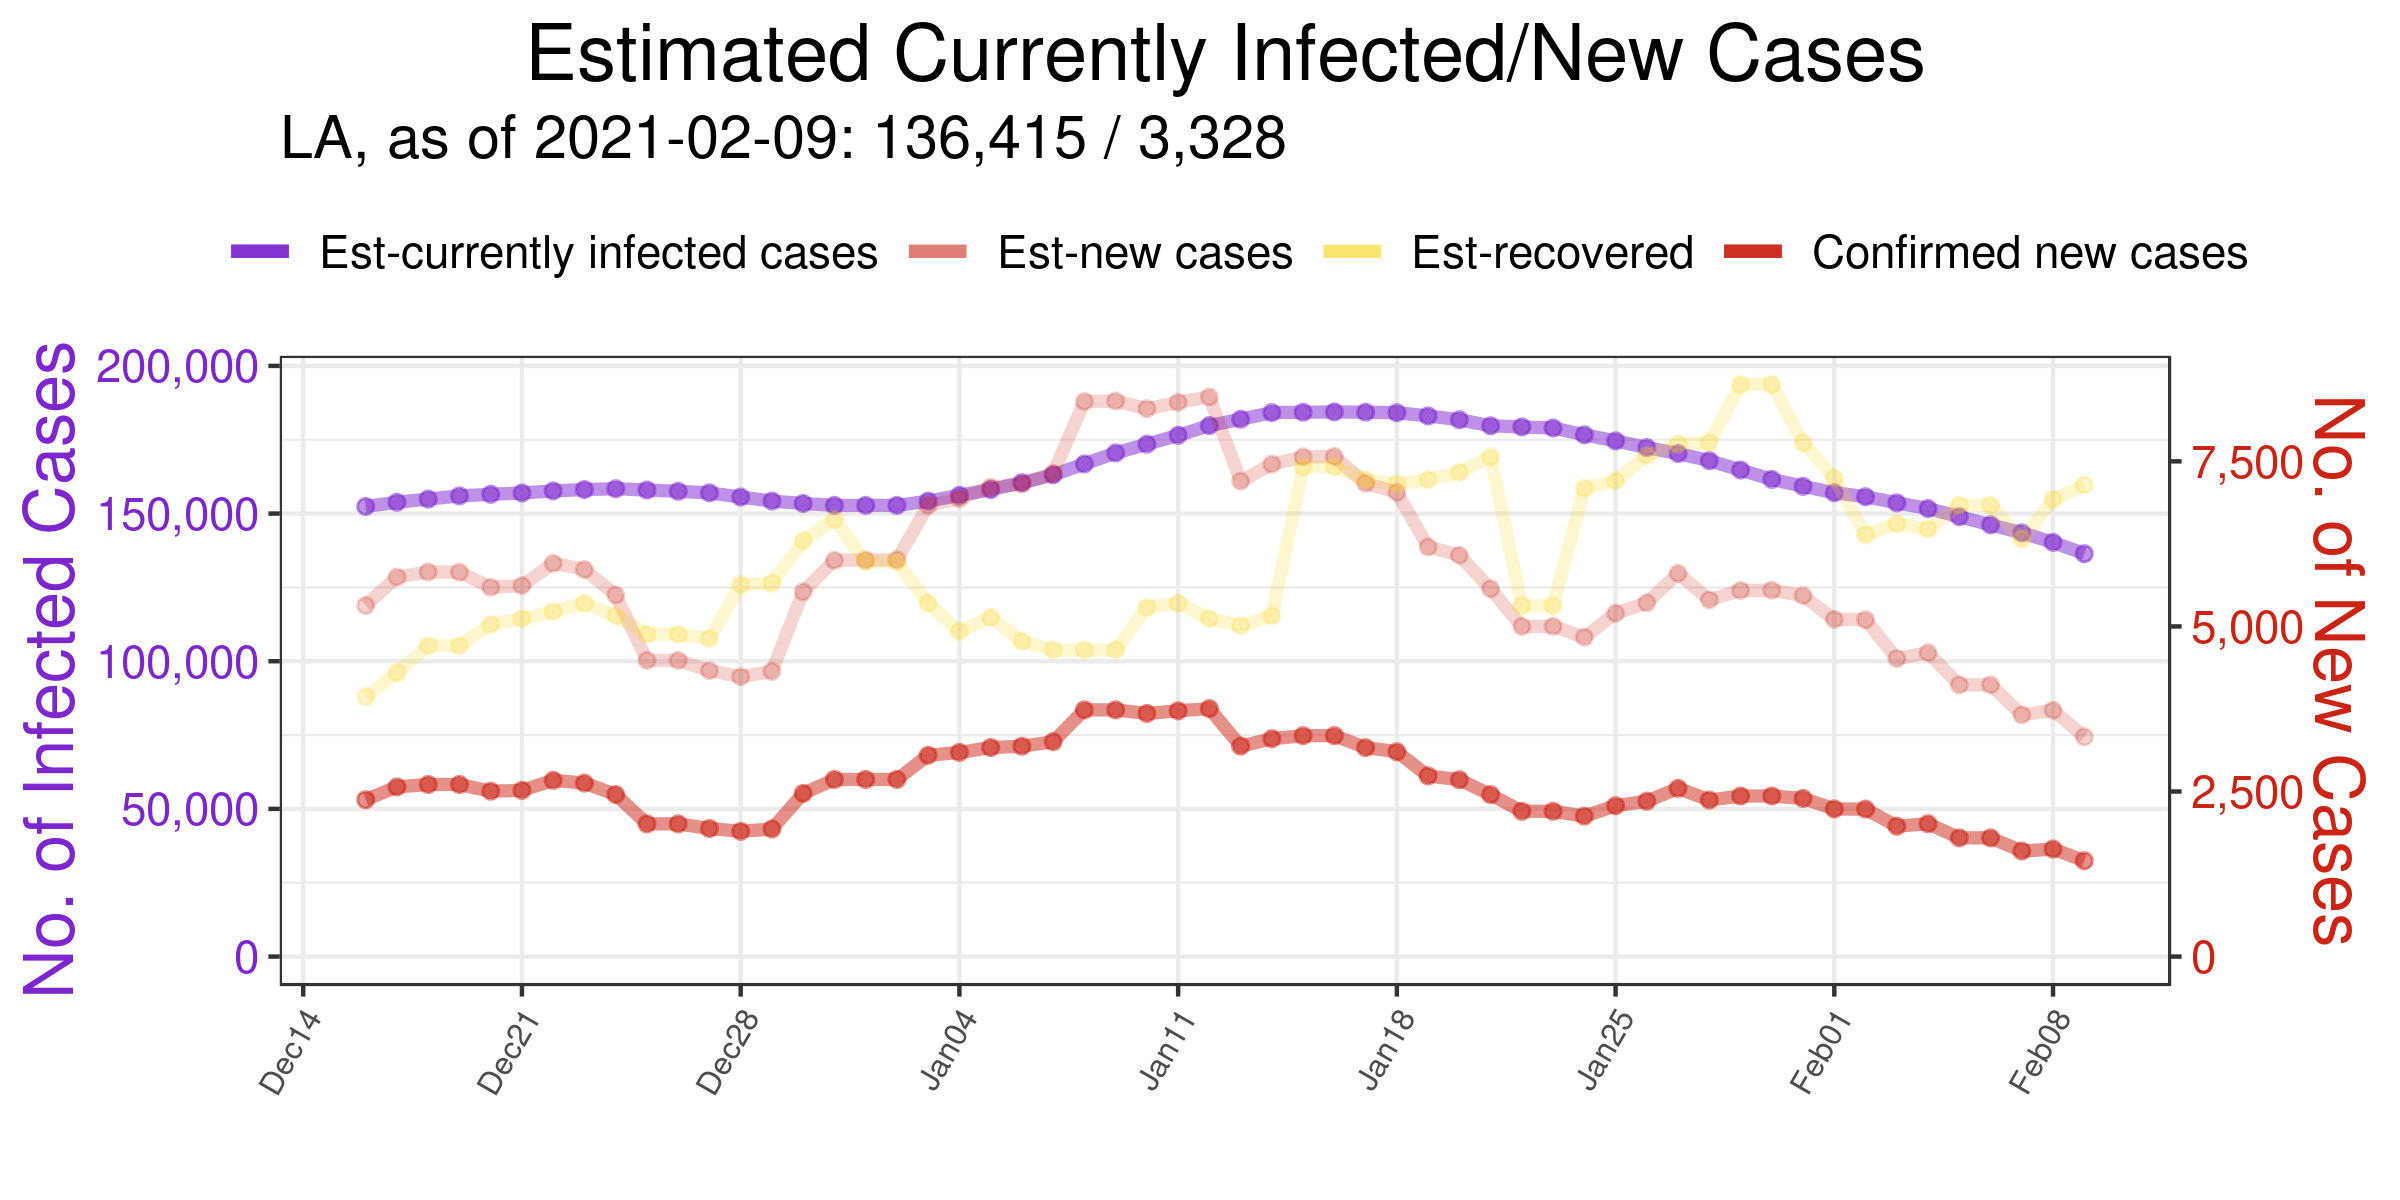 Estimated Currently Infected/New Cases
LA, as of 2021-02-09: 136,415 / 3,328
Est-currently infected cases Est-new cases Est-recovered Confirmed new cases
No. of Infected Cases
200,000
150,000
100,000
50,000
0
7,500
5,000
2,500
0
No. of New Cases
Dec14 Dec21 Dec28 Jan04 Jan11 Jan18 Jan25 Feb01 Feb08